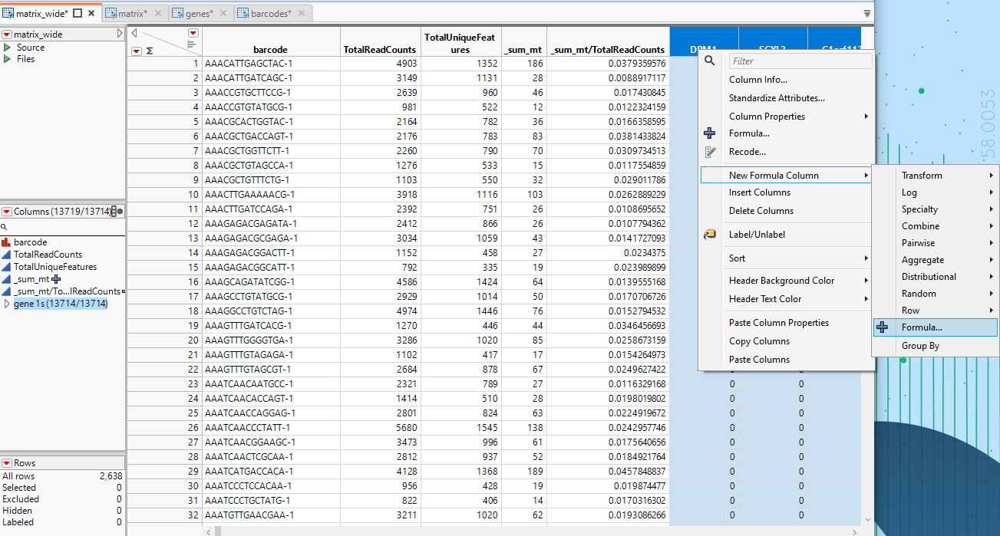 matrix_wide*
matrix*
genes*
barcodes*
matrix_wide
Source
Files
Columns (13719/13714)
barcode
TotalReadCounts
TotalUniqueFeatures
_sum_mt
_sum_mt/To...lReadCounts
gene 1s (13714/13714)
Rows
All rows 2,638
Selected 0
Excluded 0
Hidden 0
Labeled 0
barcode TotalReadCounts TotalUniqueFeat
ures _sum_mt _sum_mt/TotalReadCounts DPM1 SCYL3
1 AAACATTGAGCTAC-1 4903 1352 186 0.0379359576
2 AAACATTGATCAGC-1 3149 1131 28 0.0088917117
3 AAACCGTGCTTCCG-1 2639 960 46 0.017430845
4 AAACCGTGTATGCG-1 981 522 12 0.0122324159
5 AAACGCACTGGTAC-1 2164 782 36 0.0166358595
6 AAACGCTGACCAGT-1 2176 783 83 0.0381433824
7 AAACGCTGGTTCTT-1 2260 790 70 0.0309734513
8 AAACGCTGTAGCCA-1 1276 533 15 0.0117554859
9 AAACGCTGTTTCTG-1 1103 550 32 0.029011786
10 AAACTTGAAAAACG-1 3918 1116 103 0.0262889229
11 AAACTTGATCCAGA-1 2392 751 26 0.0108695652
12 AAAGAGACGAGATA-1 2412 866 26 0.0107794362
13 AAAGAGACGCGAGA-1 3034 1059 43 0.0141727093
14 AAAGAGACGGACTT-1 1152 458 27 0.0234375
15 AAAGAGACGGCATT-1 792 335 19 0.023989899
16 AAAGCAGATATCGG-1 4586 1424 64 0.0139555168
17 AAAGCCTGTATGCG-1 2929 1014 50 0.0170706726
18 AAAGGCCTGTCTAG-1 4974 1446 76 0.0152794532
19 AAAGTTTGATCACG-1 1270 446 44 0.0346456693
20 AAAGTTTGGGGTGA-1 3286 1020 85 0.0258673159
21 AAAGTTTGTAGAGA-1 1102 417 17 0.0154264973
22 AAAGTTTGTAGCGT-1 2684 878 67 0.0249627422
23 AAATCAACAATGCC-1 2321 789 27 0.0116329168 0 0
24 AAATCAACACCAGT-1 1414 510 28 0.0198019802 0 0
25 AAATCAACCAGGAG-1 2801 824 63 0.0224919672 0 0
26 AAATCAACCCTATT-1 5680 1545 138 0.0242957746 0 0
27 AAATCAACGGAAGC-1 3473 996 61 0.0175640656 0 0
28 AAATCAACTCGCAA-1 2812 937 52 0.0184921764 0 0
29 AAATCATGACCACA-1 4128 1368 189 0.0457848837 0 0
30 AAATCCCTCCACAA-1 956 428 19 0.019874477 0 0
31 AAATCCCTGCTATG-1 822 406 14 0.0170316302 0 0
32 AAATGTTGAACGAA-1 3211 1020 62 0.0193086266 0 0
Filter
Column Info...
Standardize Attributes...
Column Properties
Formula...
Recode...
New Formula Column
Insert Columns
Delete Columns
Label/Unlabel
Sort
Header Background Color
Header Text Color
Paste Column Properties
Copy Columns
Paste Columns
Transform
Log
Specialty
Combine
Pairwise
Aggregate
Distributional
Random
Row
Formula...
Group By
58.0053